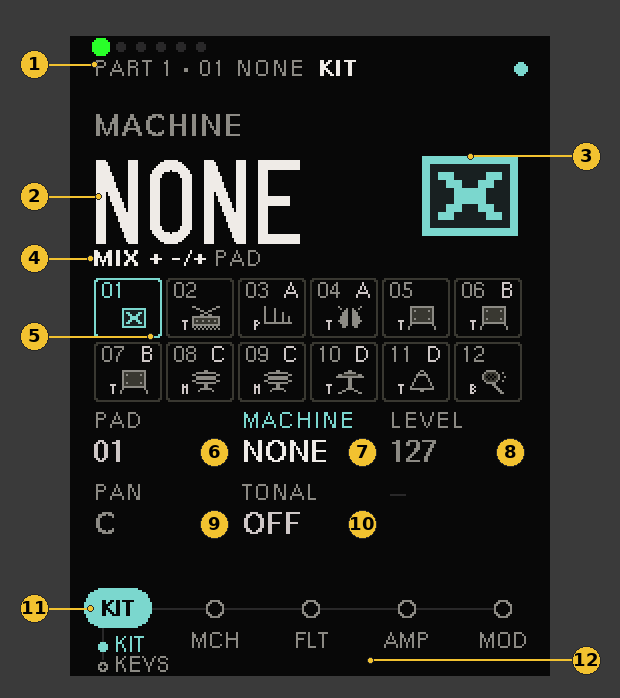 1 PART 1 · 01 NONE KIT
MACHINE
3
2 NONE
4 MIX + -/+ PAD
01 02 03 A 04 A 05 06 B
T P T T T
5
07 B 08 C 09 C 10 D 11 D 12
T M M T T B
PAD MACHINE LEVEL
01 6 NONE 7 127 8
PAN TONAL —
C 9 OFF 10
11 KIT
KIT MCH FLT AMP MOD
KEYS 12